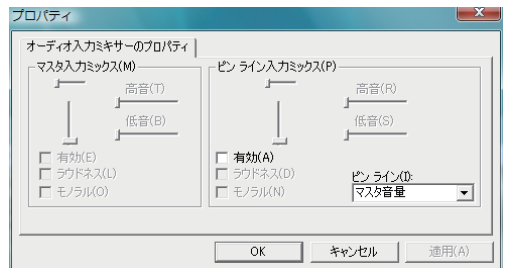 プロパティ
オーディオ入力ミキサーのプロパティ
マスタ入力ミックス(M)
高音(T)
低音(B)
有効(E)
ラウドネス(L)
モノラル(O)
ピン ライン入力ミックス(P)
高音(R)
低音(S)
有効(A)
ラウドネス(D)
モノラル(N)
ピン ライン(I):
マスタ音量
OK
キャンセル
適用(A)